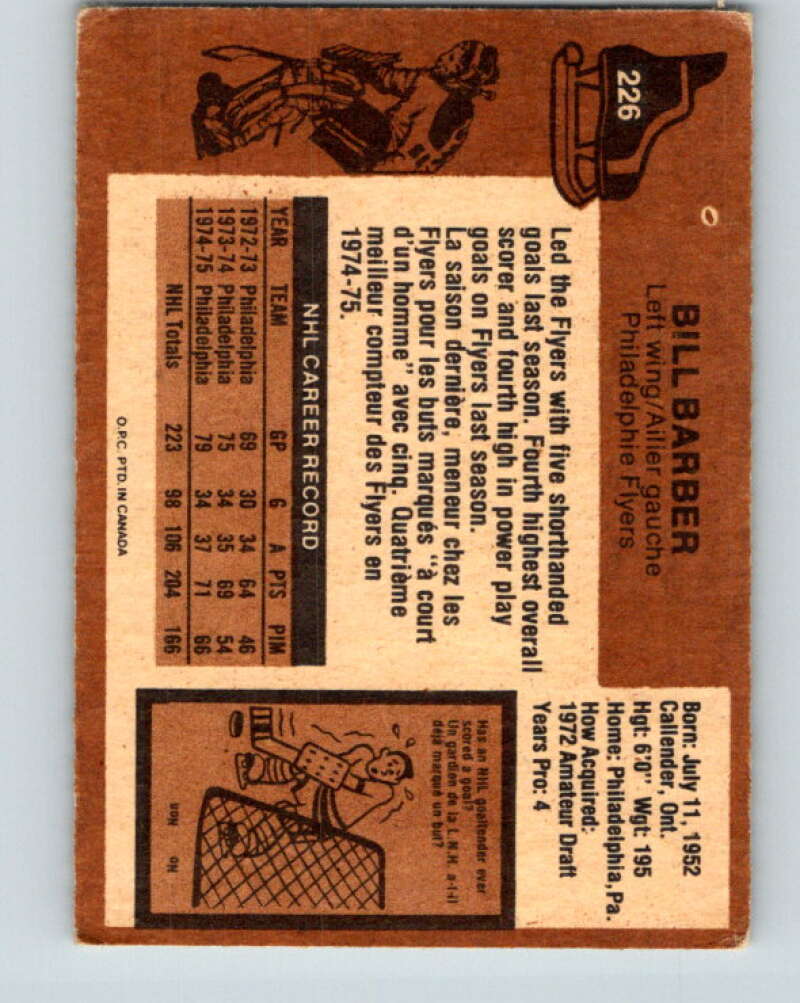 226
BILL BARBER
Left wing/Ailier gauche
Philadelphie Flyers
Born: July 11, 1952
Callender, Ont.
Hgt: 6'0" Wgt: 195
Home: Philadelphia, Pa.
How Acquired:
1972 Amateur Draft
Years Pro: 4
Led the Flyers with five shorthanded
goals last season. Fourth highest overall
scorer and fourth high in power play
goals on Flyers last season.
La saison dernière, meneur chez les
Flyers pour les buts marqués "à court
d'un homme" avec cinq. Quatrième
meilleur compteur des Flyers en
1974-75.
NHL CAREER RECORD
YEAR TEAM GP G A PTS PIM
1972-73 Philadelphia 69 30 34 64 46
1973-74 Philadelphia 75 34 35 69 54
1974-75 Philadelphia 79 34 37 71 66
NHL Totals 223 98 106 204 166
Has an NHL goaltender ever
scored a goal?
Un gardien de la L.N.H. a-t-il
déjà marqué un but?
No
Non
O.P.C. PTD. IN CANADA